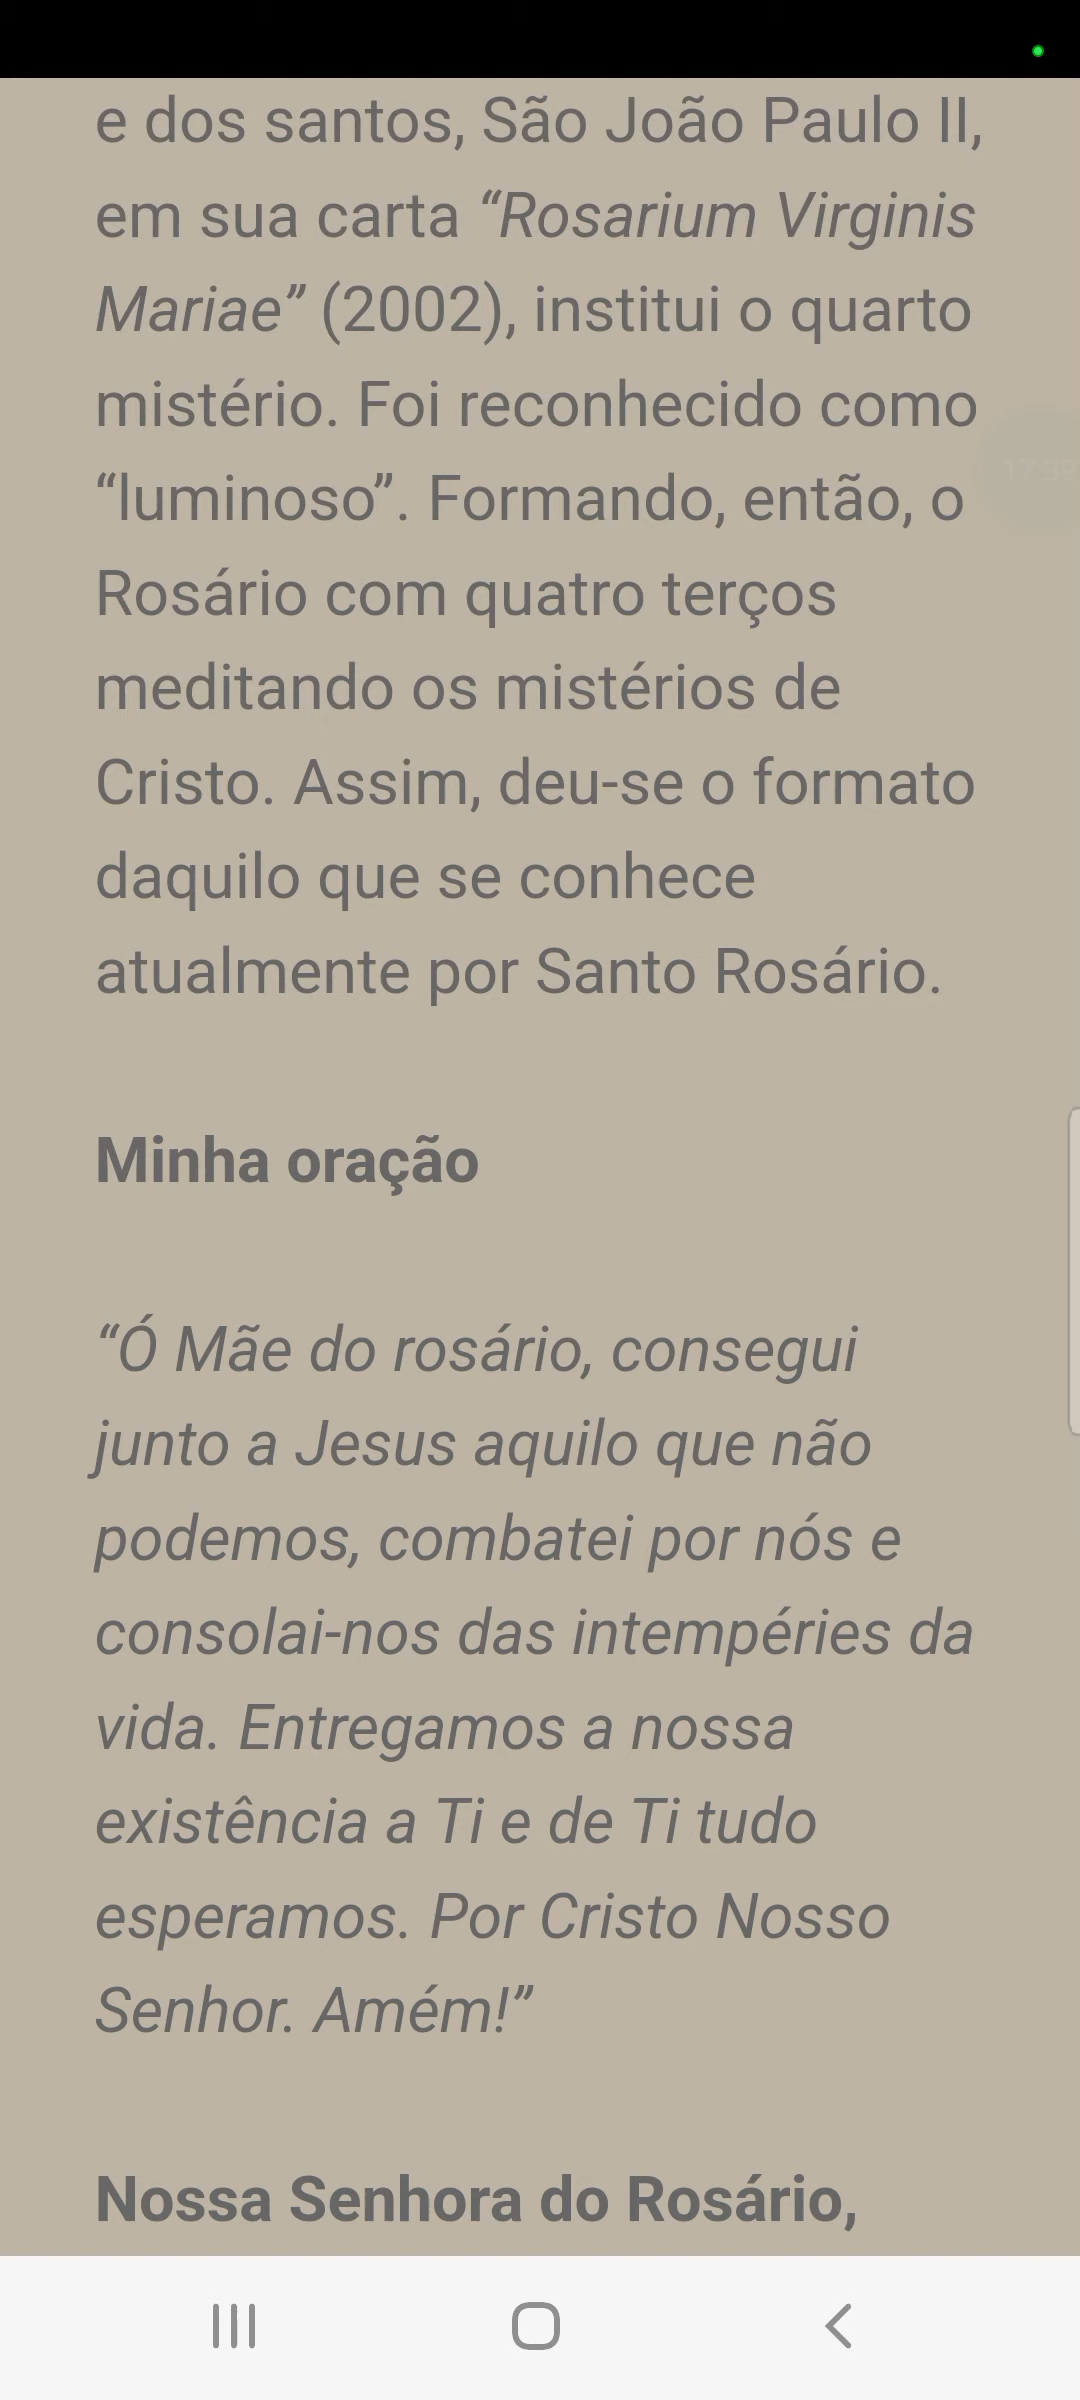 e dos santos, São João Paulo II,
em sua carta “Rosarium Virginis
Mariae” (2002), institui o quarto
mistério. Foi reconhecido como
17:39
“luminoso”. Formando, então, o
Rosário com quatro terços
meditando os mistérios de
Cristo. Assim, deu-se o formato
daquilo que se conhece
atualmente por Santo Rosário.
Minha oração
“Ó Mãe do rosário, consegui
junto a Jesus aquilo que não
podemos, combatei por nós e
consolai-nos das intempéries da
vida. Entregamos a nossa
existência a Ti e de Ti tudo
esperamos. Por Cristo Nosso
Senhor. Amém!”
Nossa Senhora do Rosário,